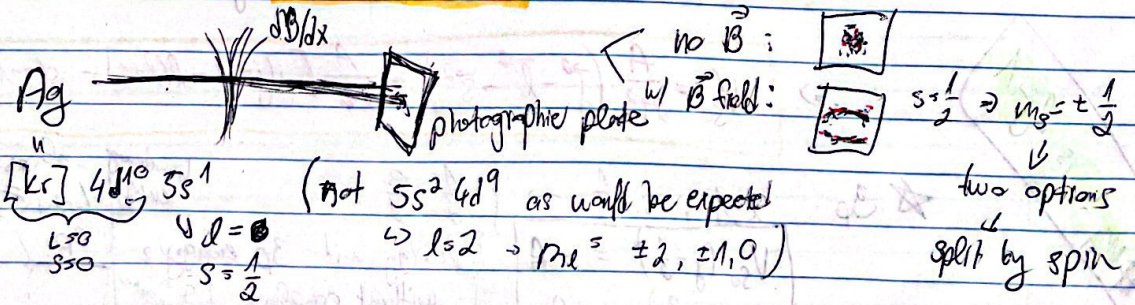 dB/dx
no B⃗ :
Ag
w/ B⃗ field:
s=1/2 ⇒ ms=±1/2
photographic plate
[Kr] 4d¹⁰ 5s¹ (not 5s² 4d⁹ as would be expected
two options
L=0
S=0
↳ l=0
↳ l=2 → ml = ±2, ±1, 0)
split by spin
S=1/2